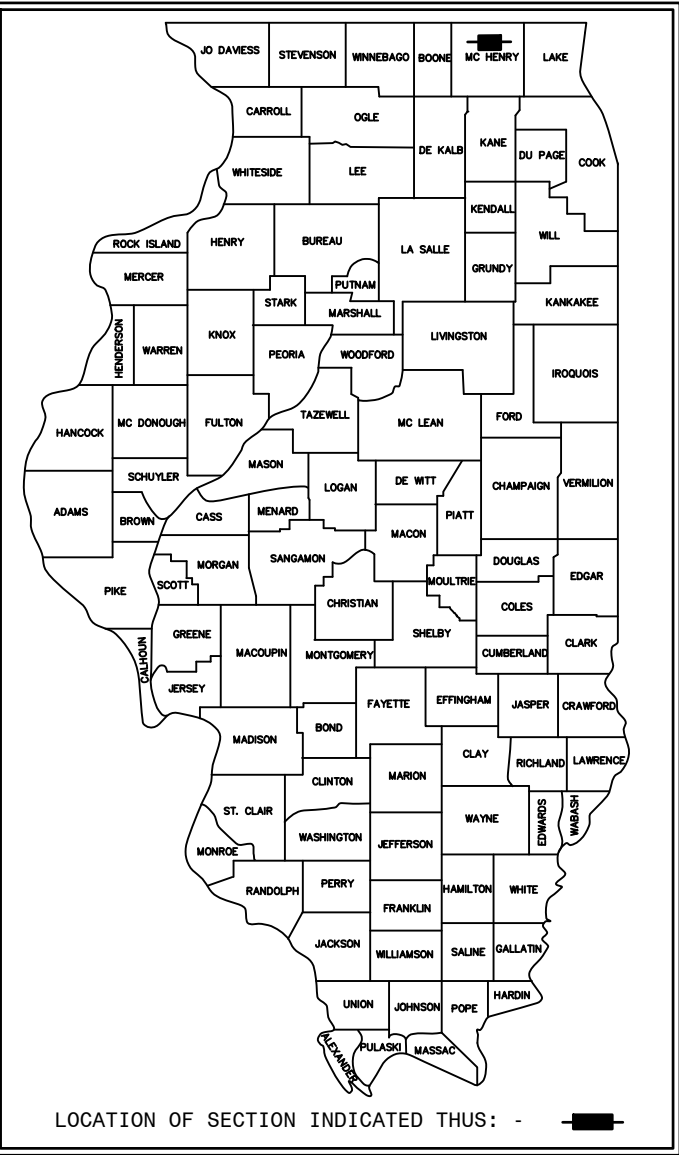 JO DAVIESS
STEVENSON
WINNEBAGO
BOONE
MC HENRY
LAKE
CARROLL
OGLE
DE KALB
KANE
DU PAGE
COOK
WHITESIDE
LEE
KENDALL
WILL
ROCK ISLAND
HENRY
BUREAU
LA SALLE
GRUNDY
MERCER
PUTNAM
STARK
MARSHALL
KANKAKEE
HENDERSON
WARREN
KNOX
PEORIA
WOODFORD
LIVINGSTON
IROQUOIS
HANCOCK
MC DONOUGH
FULTON
TAZEWELL
MC LEAN
FORD
MASON
SCHUYLER
LOGAN
DE WITT
CHAMPAIGN
VERMILION
ADAMS
BROWN
CASS
MENARD
MACON
PIATT
PIKE
SCOTT
MORGAN
SANGAMON
CHRISTIAN
MOULTRIE
DOUGLAS
EDGAR
COLES
CALHOUN
GREENE
MACOUPIN
MONTGOMERY
SHELBY
CUMBERLAND
CLARK
JERSEY
FAYETTE
EFFINGHAM
JASPER
CRAWFORD
MADISON
BOND
CLAY
RICHLAND
LAWRENCE
CLINTON
MARION
ST. CLAIR
WAYNE
EDWARDS
WABASH
MONROE
WASHINGTON
JEFFERSON
RANDOLPH
PERRY
HAMILTON
WHITE
FRANKLIN
JACKSON
WILLIAMSON
SALINE
GALLATIN
UNION
JOHNSON
POPE
HARDIN
ALEXANDER
PULASKI
MASSAC
LOCATION OF SECTION INDICATED THUS: -